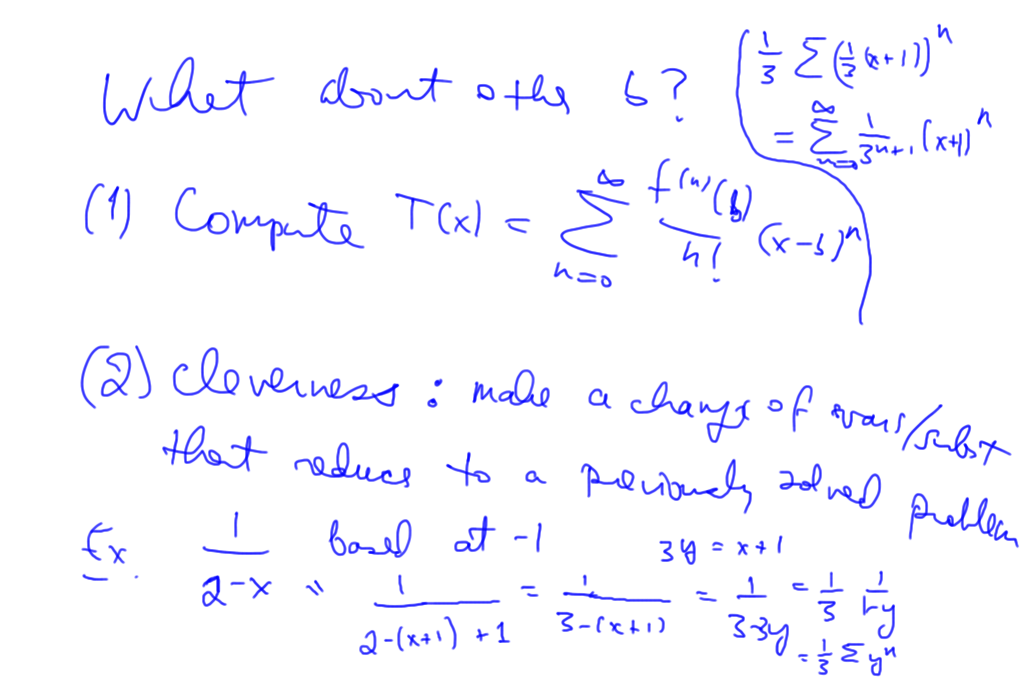 What about other b?
(1) Compute T(x) = \sum_{n=0}^{\infty} \frac{f^{(n)}(b)}{n!} (x-b)^n
(2) cleverness : make a change of vars/subst
that reduces to a previously solved problem
Ex. \frac{1}{2-x} based at -1
3y = x+1
= \frac{1}{2-(x+1)+1} = \frac{1}{3-(x+1)} = \frac{1}{3-3y} = \frac{1}{3} \frac{1}{1-y}
= \frac{1}{3} \sum y^n
\frac{1}{3} \sum (\frac{1}{3}(x+1))^n
= \sum_{n=0}^{\infty} \frac{1}{3^{n+1}} (x+1)^n